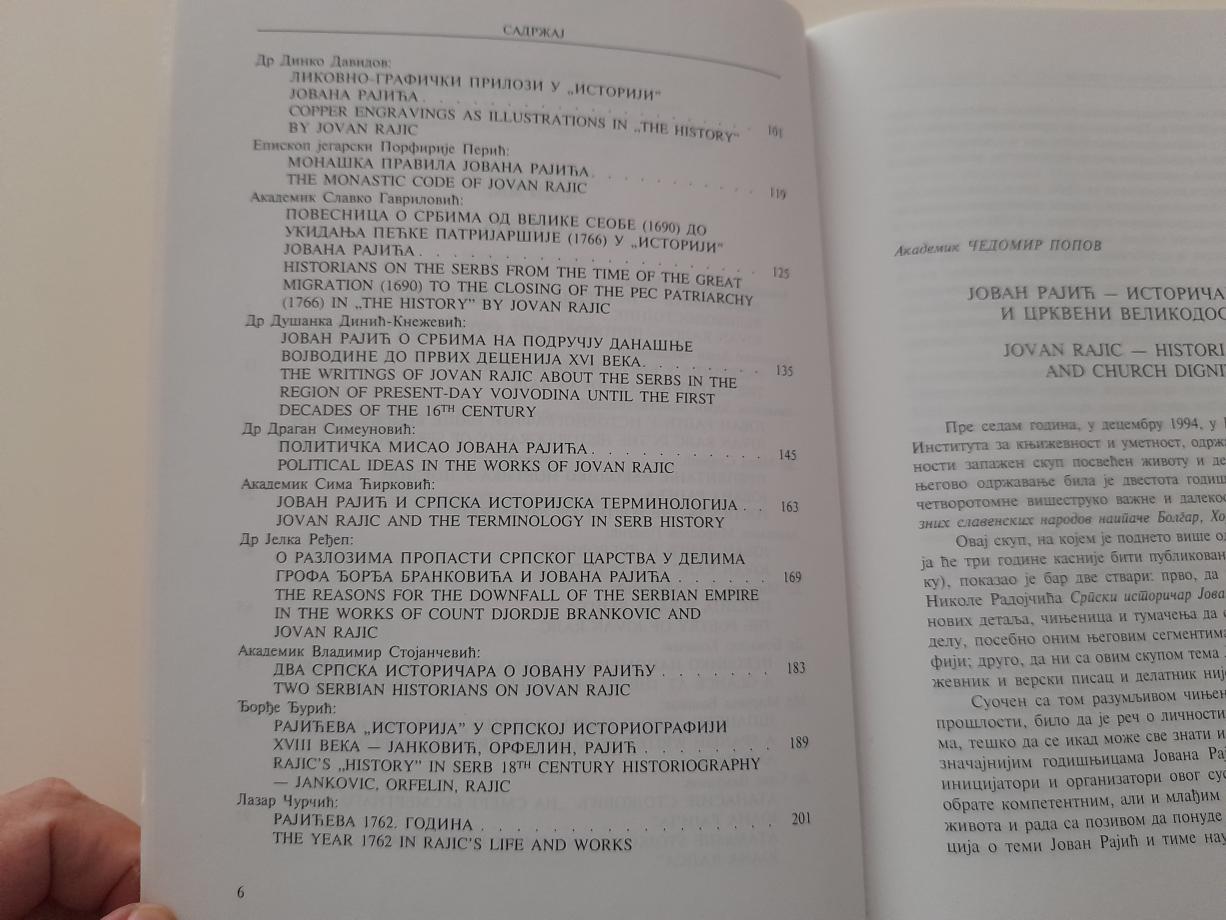 САДРЖАЈ
Др Динко Давидов:
ЛИКОВНО-ГРАФИЧКИ ПРИЛОЗИ У „ИСТОРИЈИ“
ЈОВАНА РАЈИЋА . . . . . . . . . . . . . . . . . . . . 101
COPPER ENGRAVINGS AS ILLUSTRATIONS IN „THE HISTORY“
BY JOVAN RAJIC
Епископ јегарски Порфирије Перић:
МОНАШКА ПРАВИЛА ЈОВАНА РАЈИЋА . . . . . . . . . . 119
THE MONASTIC CODE OF JOVAN RAJIC
Академик Славко Гавриловић:
ПОВЕСНИЦА О СРБИМА ОД ВЕЛИКЕ СЕОБЕ (1690) ДО
УКИДАЊА ПЕЋКЕ ПАТРИЈАРШИЈЕ (1766) У „ИСТОРИЈИ“
ЈОВАНА РАЈИЋА . . . . . . . . . . . . . . . . . . . . 125
HISTORIANS ON THE SERBS FROM THE TIME OF THE GREAT
MIGRATION (1690) TO THE CLOSING OF THE PEC PATRIARCHY
(1766) IN „THE HISTORY“ BY JOVAN RAJIC
Др Душанка Динић-Кнежевић:
ЈОВАН РАЈИЋ О СРБИМА НА ПОДРУЧЈУ ДАНАШЊЕ
ВОЈВОДИНЕ ДО ПРВИХ ДЕЦЕНИЈА XVI ВЕКА. . . . . . . . 135
THE WRITINGS OF JOVAN RAJIC ABOUT THE SERBS IN THE
REGION OF PRESENT-DAY VOJVODINA UNTIL THE FIRST
DECADES OF THE 16TH CENTURY
Др Драган Симеуновић:
ПОЛИТИЧКА МИСАО ЈОВАНА РАЈИЋА . . . . . . . . . . . 145
POLITICAL IDEAS IN THE WORKS OF JOVAN RAJIC
Академик Сима Ћирковић:
ЈОВАН РАЈИЋ И СРПСКА ИСТОРИЈСКА ТЕРМИНОЛОГИЈА . . 163
JOVAN RAJIC AND THE TERMINOLOGY IN SERB HISTORY
Др Јелка Ређеп:
О РАЗЛОЗИМА ПРОПАСТИ СРПСКОГ ЦАРСТВА У ДЕЛИМА
ГРОФА ЂОРЂА БРАНКОВИЋА И ЈОВАНА РАЈИЋА . . . . . . 169
THE REASONS FOR THE DOWNFALL OF THE SERBIAN EMPIRE
IN THE WORKS OF COUNT DJORDJE BRANKOVIC AND
JOVAN RAJIC
Академик Владимир Стојанчевић:
ДВА СРПСКА ИСТОРИЧАРА О ЈОВАНУ РАЈИЋУ . . . . . . . 183
TWO SERBIAN HISTORIANS ON JOVAN RAJIC
Ђорђе Ђурић:
РАЈИЋЕВА „ИСТОРИЈА“ У СРПСКОЈ ИСТОРИОГРАФИЈИ
XVIII ВЕКА — ЈАНКОВИЋ, ОРФЕЛИН, РАЈИЋ . . . . . . . . 189
RAJIC'S „HISTORY“ IN SERB 18TH CENTURY HISTORIOGRAPHY
— JANKOVIC, ORFELIN, RAJIC
Лазар Чурчић:
РАЈИЋЕВА 1762. ГОДИНА . . . . . . . . . . . . . . . . . 201
THE YEAR 1762 IN RAJIC'S LIFE AND WORKS
6
Академик ЧЕДОМИР ПОПОВ
ЈОВАН РАЈИЋ — ИСТОРИЧА
И ЦРКВЕНИ ВЕЛИКОДОС
JOVAN RAJIC — HISTORI
AND CHURCH DIGNI
Пре седам година, у децембру 1994, у
Института за књижевност и уметност, одрж
ности запажен скуп посвећен животу и де
његово одржавање била је двестота годиш
четворотомне вишеструко важне и далекос
зних славенских народов наипаче Болгар, Хо
Овај скуп, на којем је поднето више од
ја ће три године касније бити публикован
ку), показао је бар две ствари: прво, да
Николе Радојчића Српски историчар Јова
нових детаља, чињеница и тумачења да с
делу, посебно оним његовим сегментима
фији; друго, да ни са овим скупом тема
жевник и верски писац и делатник није
Суочен са том разумљивом чињен
прошлости, било да је реч о личности
ма, тешко да се икад може све знати и
значајнијим годишњицама Јована Рај
иницијатори и организатори овог су
обрате компетентним, али и млађим
живота и рада са позивом да понуде
ција о теми Јован Рајић и тиме нау